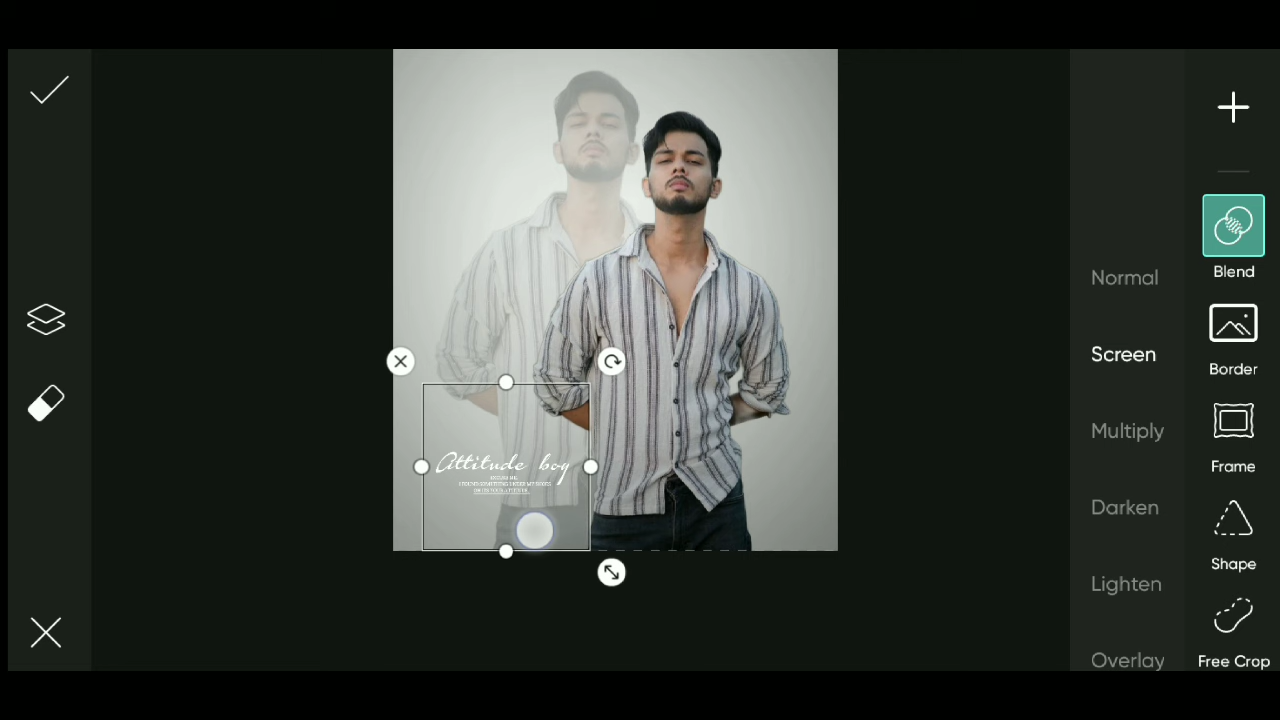 Normal
Screen
Multiply
Darken
Lighten
Overlay
Blend
Border
Frame
Shape
Free Crop
Attitude boy